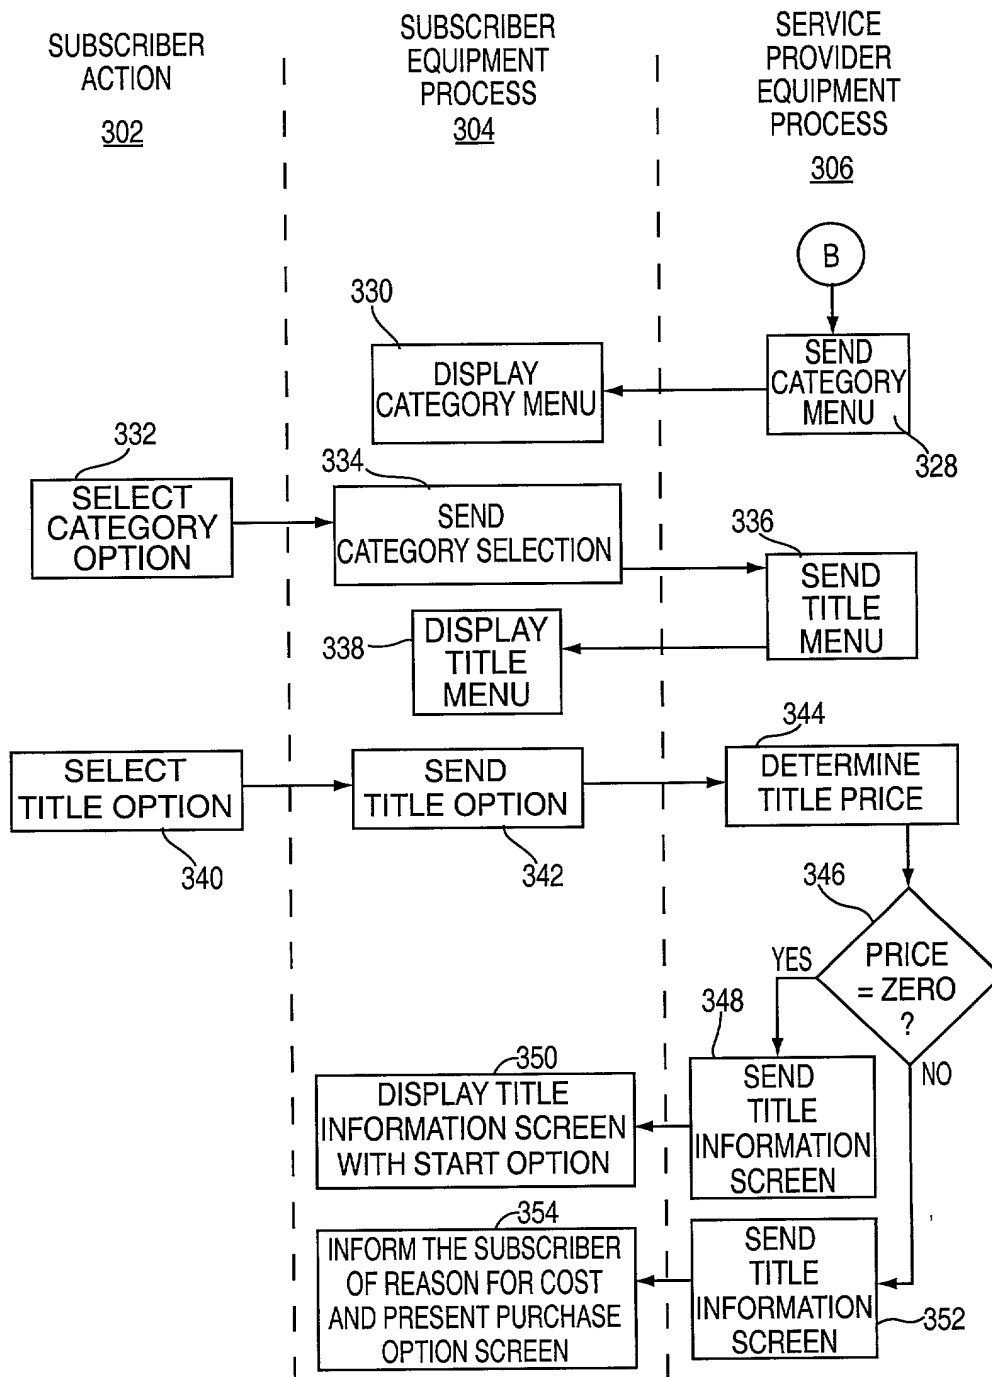 SUBSCRIBER
ACTION
302
SUBSCRIBER
EQUIPMENT
PROCESS
304
SERVICE
PROVIDER
EQUIPMENT
PROCESS
306
B
330
DISPLAY
CATEGORY MENU
SEND
CATEGORY
MENU
328
332
SELECT
CATEGORY
OPTION
334
SEND
CATEGORY SELECTION
336
SEND
TITLE
MENU
338
DISPLAY
TITLE
MENU
SELECT
TITLE OPTION
340
SEND
TITLE OPTION
342
344
DETERMINE
TITLE PRICE
346
PRICE
= ZERO
?
YES
NO
348
SEND
TITLE
INFORMATION
SCREEN
350
DISPLAY TITLE
INFORMATION SCREEN
WITH START OPTION
354
INFORM THE SUBSCRIBER
OF REASON FOR COST
AND PRESENT PURCHASE
OPTION SCREEN
SEND
TITLE
INFORMATION
SCREEN
352